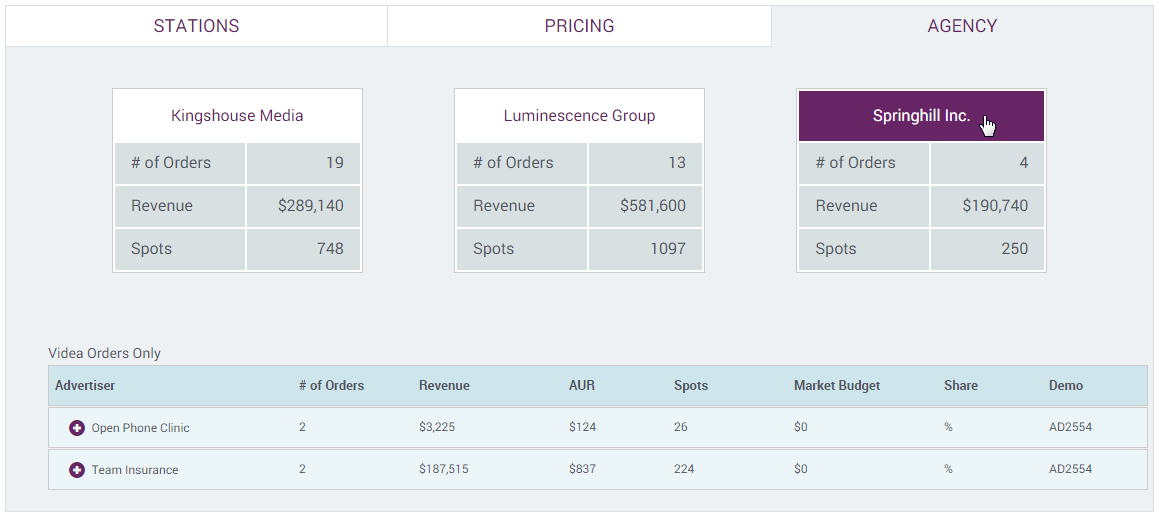 STATIONS PRICING AGENCY
Kingshouse Media Luminescence Group Springhill Inc.
# of Orders 19 # of Orders 13 # of Orders 4
Revenue $289,140 Revenue $581,600 Revenue $190,740
Spots 748 Spots 1097 Spots 250
Videa Orders Only
Advertiser # of Orders Revenue AUR Spots Market Budget Share Demo
Open Phone Clinic 2 $3,225 $124 26 $0 % AD2554
Team Insurance 2 $187,515 $837 224 $0 % AD2554